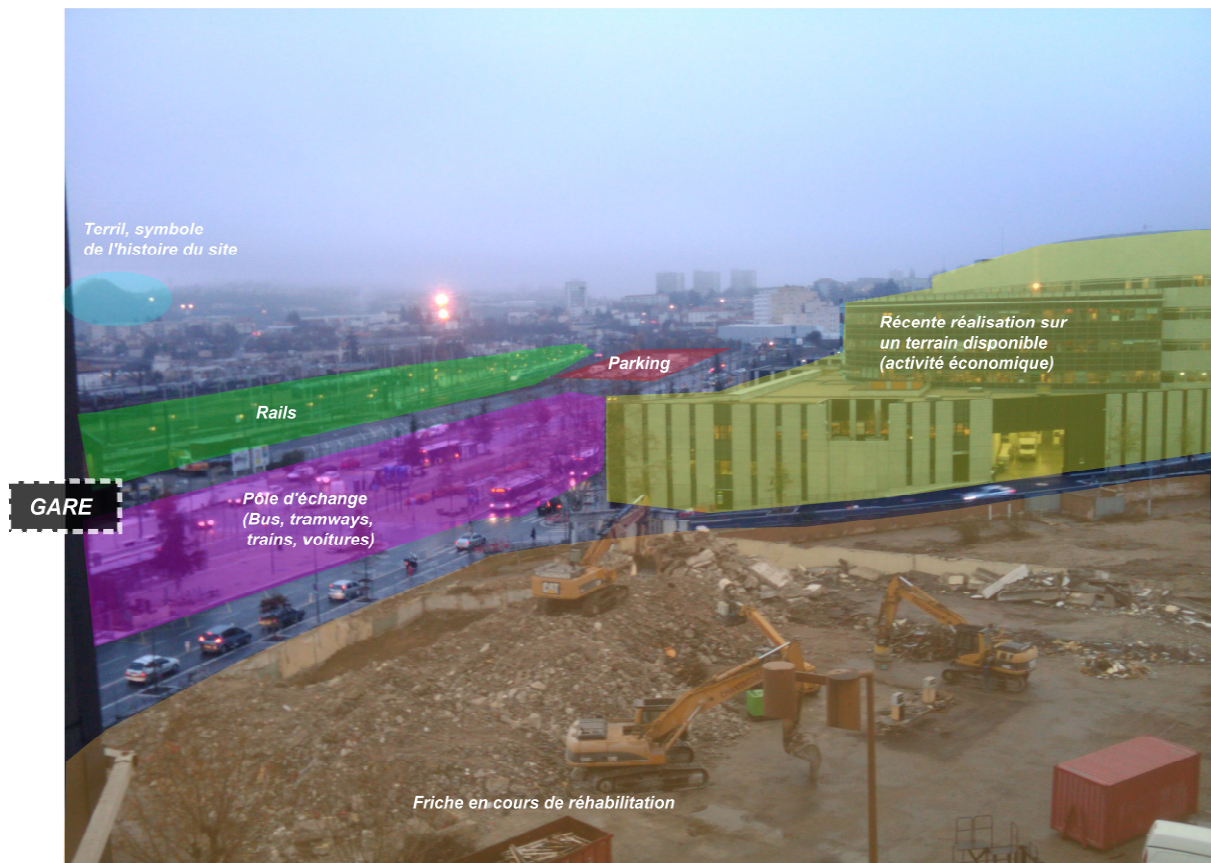 Terril, symbole
de l'histoire du site
Récente réalisation sur
un terrain disponible
(activité économique)
Parking
Rails
GARE
Pôle d'échange
(Bus, tramways,
trains, voitures)
Friche en cours de réhabilitation